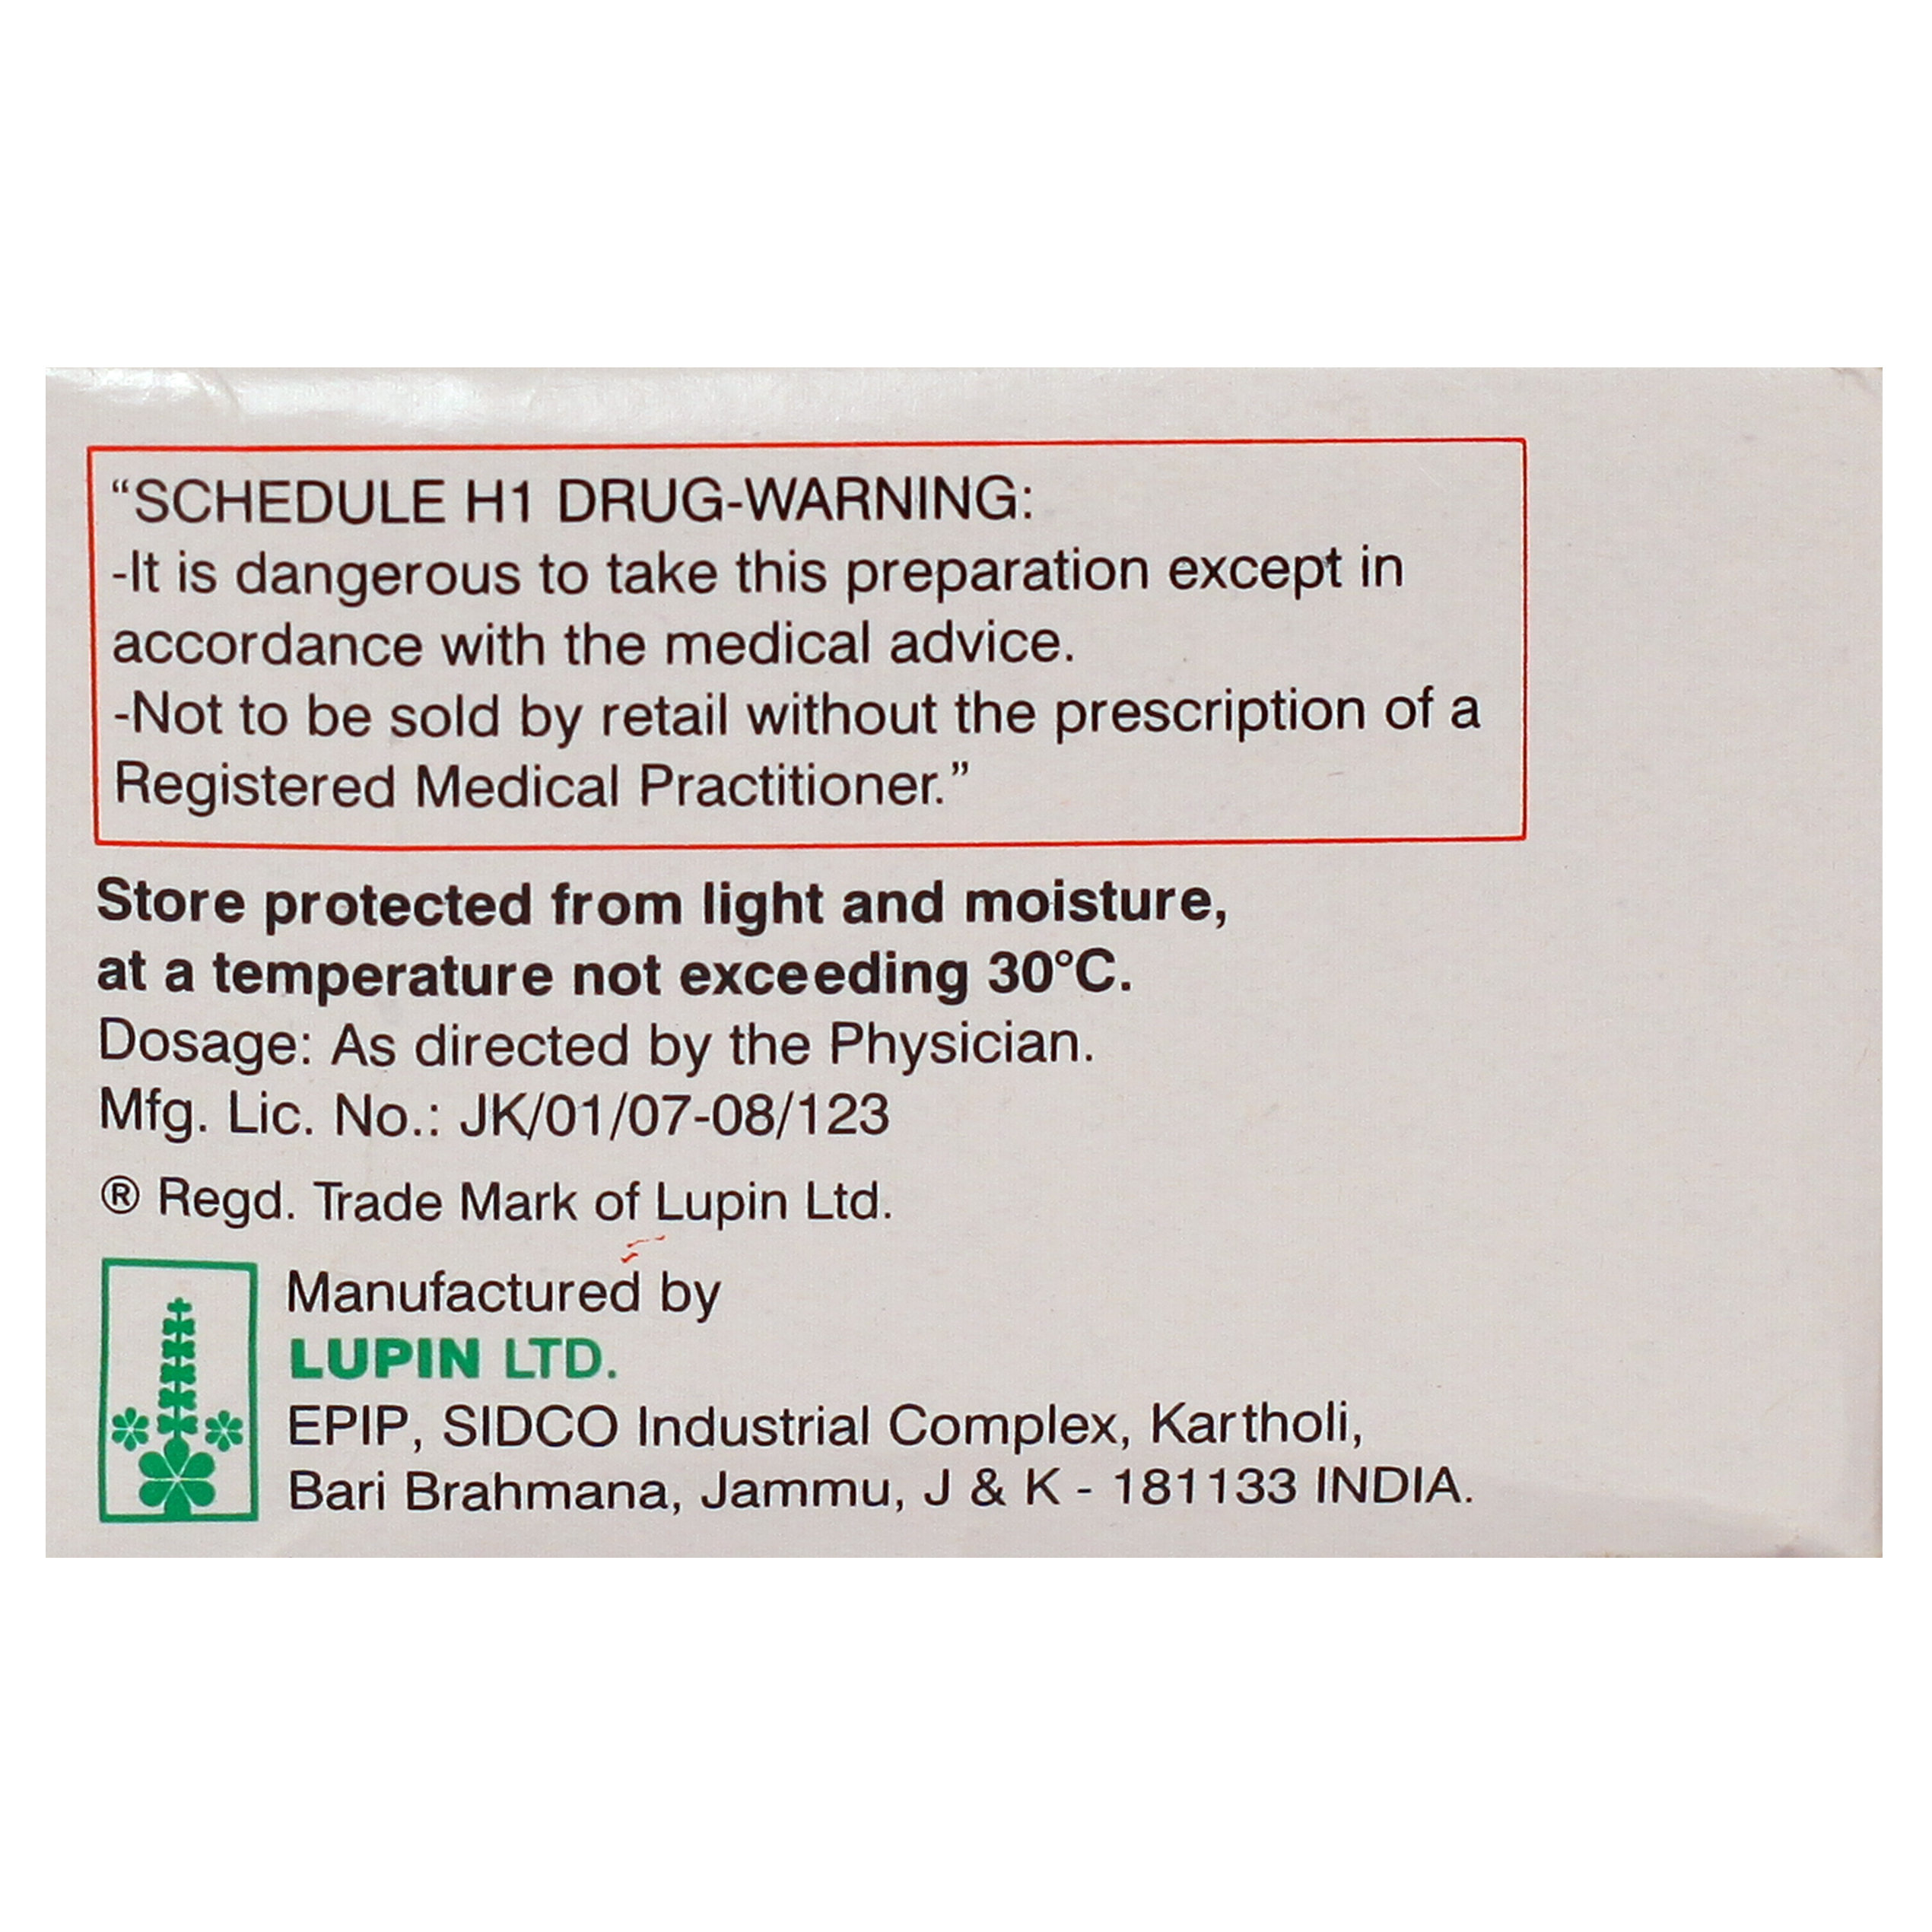 “SCHEDULE H1 DRUG-WARNING:
-It is dangerous to take this preparation except in
accordance with the medical advice.
-Not to be sold by retail without the prescription of a
Registered Medical Practitioner.”
Store protected from light and moisture,
at a temperature not exceeding 30°C.
Dosage: As directed by the Physician.
Mfg. Lic. No.: JK/01/07-08/123
® Regd. Trade Mark of Lupin Ltd.
Manufactured by
LUPIN LTD.
EPIP, SIDCO Industrial Complex, Kartholi,
Bari Brahmana, Jammu, J & K - 181133 INDIA.